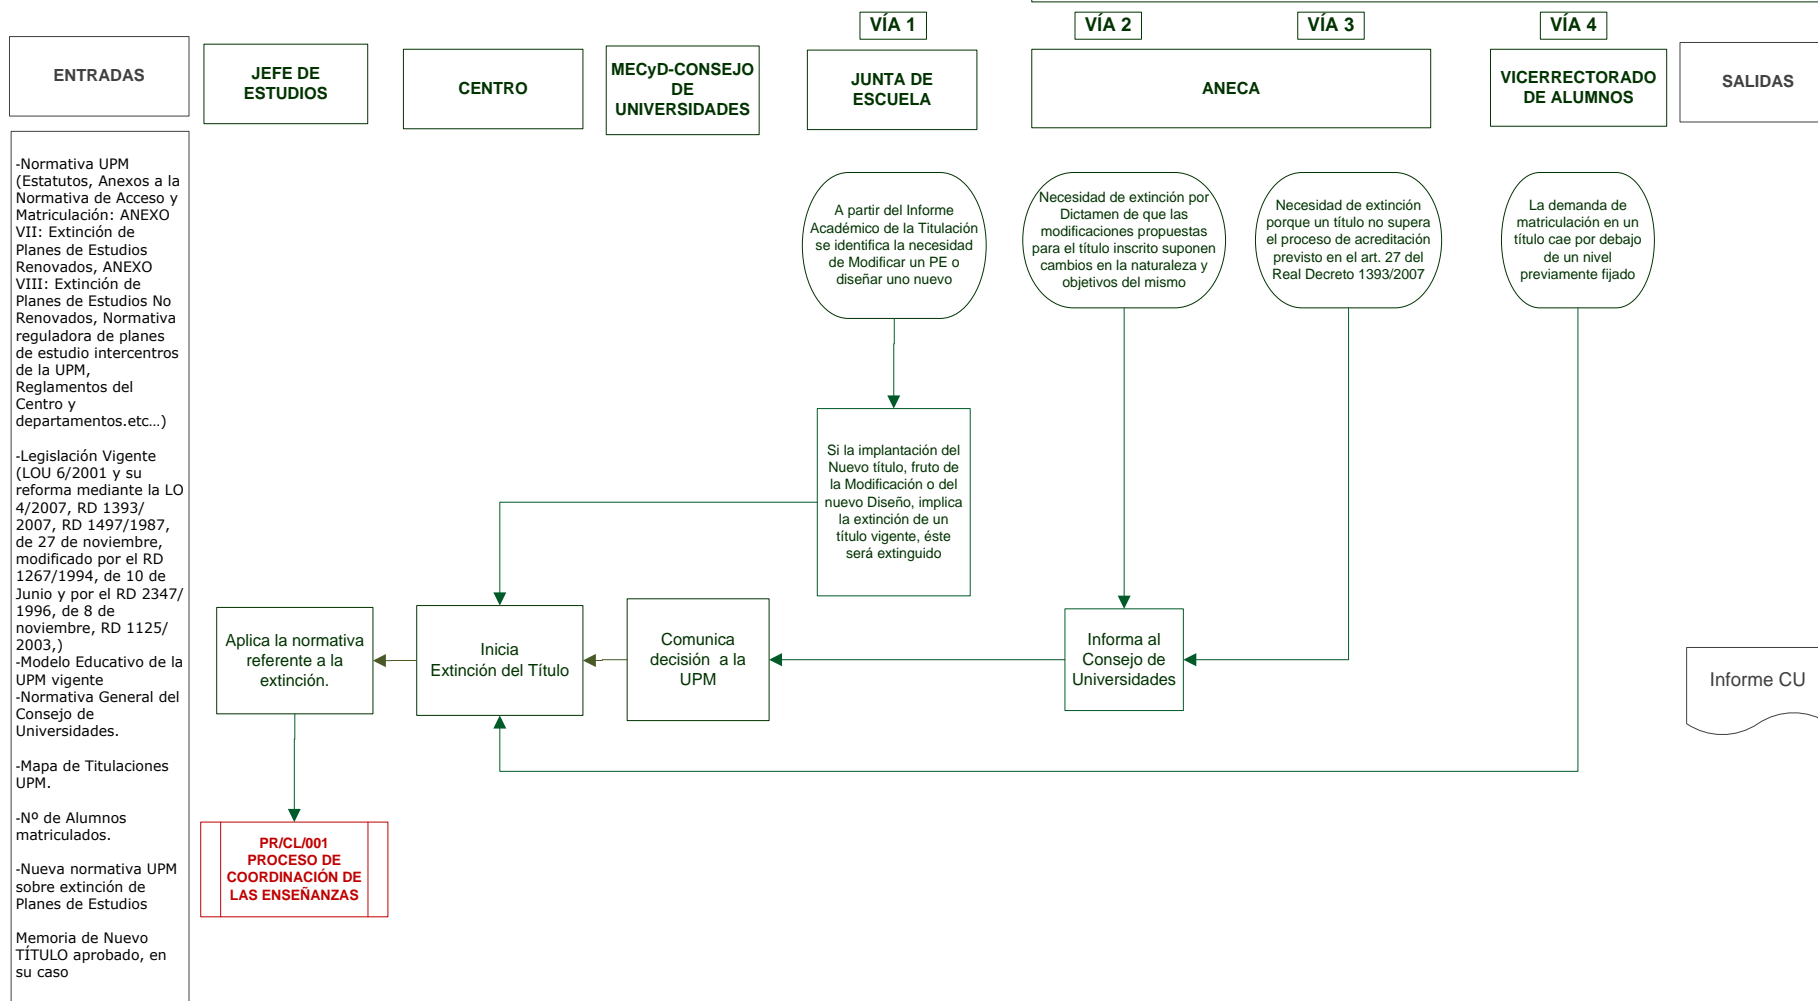 VÍA 1
VÍA 2
VÍA 3
VÍA 4
ENTRADAS
JEFE DE
ESTUDIOS
CENTRO
MECyD-CONSEJO
DE
UNIVERSIDADES
JUNTA DE
ESCUELA
ANECA
VICERRECTORADO
DE ALUMNOS
SALIDAS
-Normativa UPM
(Estatutos, Anexos a la
Normativa de Acceso y
Matriculación: ANEXO
VII: Extinción de
Planes de Estudios
Renovados, ANEXO
VIII: Extinción de
Planes de Estudios No
Renovados, Normativa
reguladora de planes
de estudio intercentros
de la UPM,
Reglamentos del
Centro y
departamentos.etc...)
-Legislación Vigente
(LOU 6/2001 y su
reforma mediante la LO
4/2007, RD 1393/
2007, RD 1497/1987,
de 27 de noviembre,
modificado por el RD
1267/1994, de 10 de
Junio y por el RD 2347/
1996, de 8 de
noviembre, RD 1125/
2003,)
-Modelo Educativo de la
UPM vigente
-Normativa General del
Consejo de
Universidades.
-Mapa de Titulaciones
UPM.
-Nº de Alumnos
matriculados.
-Nueva normativa UPM
sobre extinción de
Planes de Estudios
Memoria de Nuevo
TÍTULO aprobado, en
su caso
A partir del Informe
Académico de la Titulación
se identifica la necesidad
de Modificar un PE o
diseñar uno nuevo
Necesidad de extinción por
Dictamen de que las
modificaciones propuestas
para el título inscrito suponen
cambios en la naturaleza y
objetivos del mismo
Necesidad de extinción
porque un título no supera
el proceso de acreditación
previsto en el art. 27 del
Real Decreto 1393/2007
La demanda de
matriculación en un
título cae por debajo
de un nivel
previamente fijado
Si la implantación del
Nuevo título, fruto de
la Modificación o del
nuevo Diseño, implica
la extinción de un
título vigente, éste
será extinguido
Aplica la normativa
referente a la
extinción.
Inicia
Extinción del Título
Comunica
decisión a la
UPM
Informa al
Consejo de
Universidades
Informe CU
PR/CL/001
PROCESO DE
COORDINACIÓN DE
LAS ENSEÑANZAS